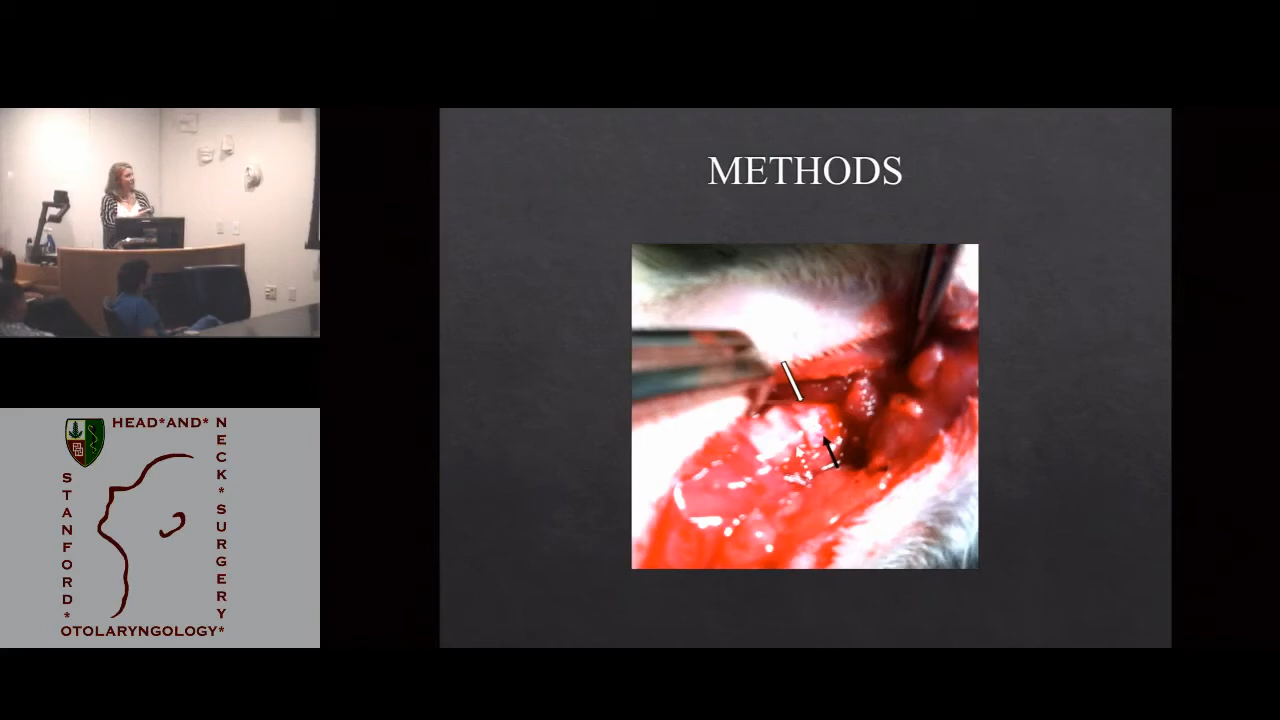 METHODS
HEAD*AND*
NECK*SURGERY
STANFORD*
OTOLARYNGOLOGY*